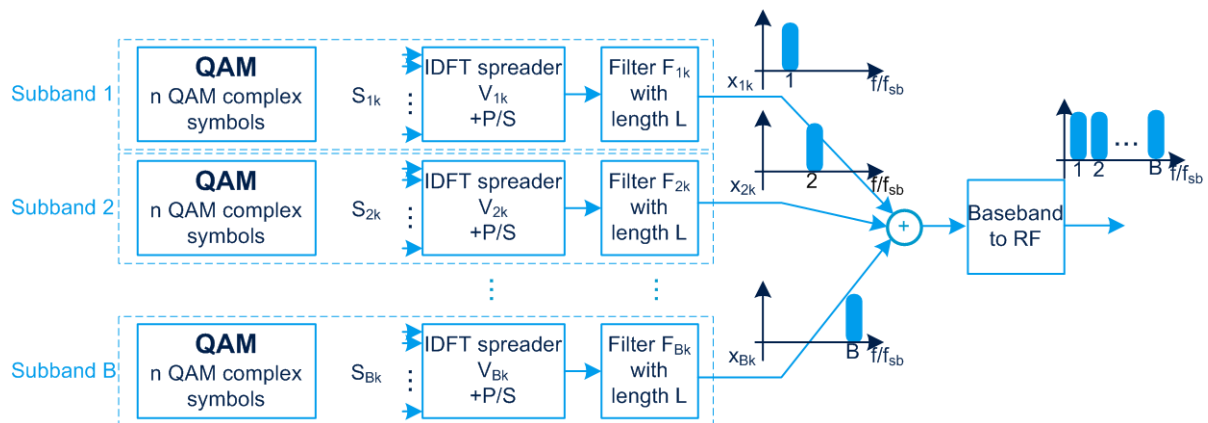 Subband 1
QAM
n QAM complex
symbols
S1k
⋮
IDFT spreader
V1k
+P/S
Filter F1k
with
length L
x1k
1
f/fsb
Subband 2
QAM
n QAM complex
symbols
S2k
⋮
IDFT spreader
V2k
+P/S
Filter F2k
with
length L
x2k
2
f/fsb
⋮
⋮
Subband B
QAM
n QAM complex
symbols
SBk
⋮
IDFT spreader
VBk
+P/S
Filter FBk
with
length L
xBk
B
f/fsb
+
Baseband
to RF
...
1 2 B f/fsb